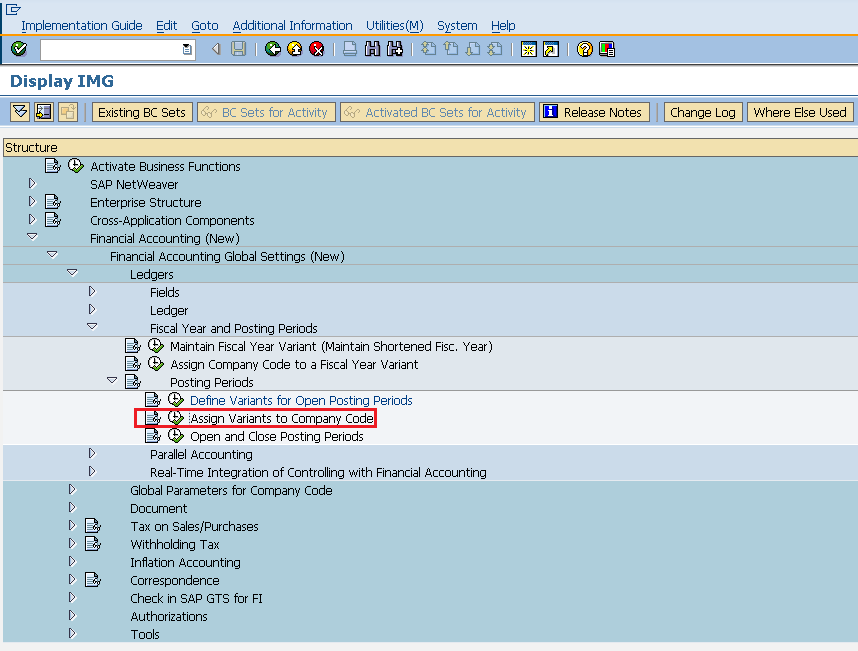 Implementation Guide Edit Goto Additional Information Utilities(M) System Help
Display IMG
Existing BC Sets BC Sets for Activity Activated BC Sets for Activity Release Notes Change Log Where Else Used
Structure
Activate Business Functions
SAP NetWeaver
Enterprise Structure
Cross-Application Components
Financial Accounting (New)
Financial Accounting Global Settings (New)
Ledgers
Fields
Ledger
Fiscal Year and Posting Periods
Maintain Fiscal Year Variant (Maintain Shortened Fisc. Year)
Assign Company Code to a Fiscal Year Variant
Posting Periods
Define Variants for Open Posting Periods
Assign Variants to Company Code
Open and Close Posting Periods
Parallel Accounting
Real-Time Integration of Controlling with Financial Accounting
Global Parameters for Company Code
Document
Tax on Sales/Purchases
Withholding Tax
Inflation Accounting
Correspondence
Check in SAP GTS for FI
Authorizations
Tools